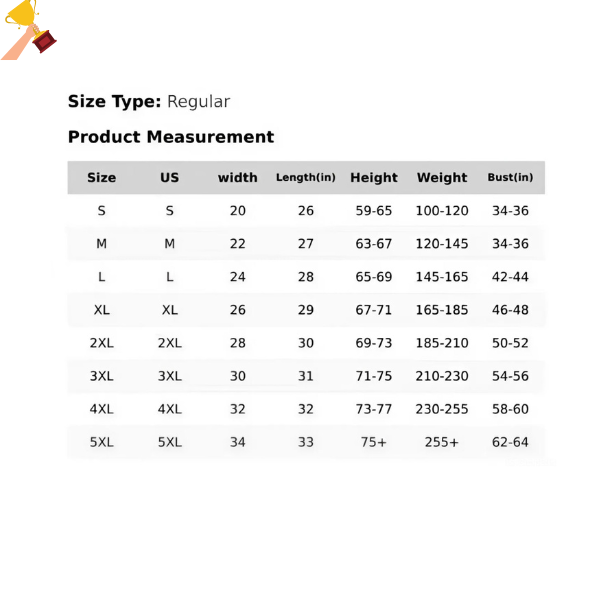 Size Type: Regular
Product Measurement
Size US width Length(in) Height Weight Bust(in)
S S 20 26 59-65 100-120 34-36
M M 22 27 63-67 120-145 34-36
L L 24 28 65-69 145-165 42-44
XL XL 26 29 67-71 165-185 46-48
2XL 2XL 28 30 69-73 185-210 50-52
3XL 3XL 30 31 71-75 210-230 54-56
4XL 4XL 32 32 73-77 230-255 58-60
5XL 5XL 34 33 75+ 255+ 62-64